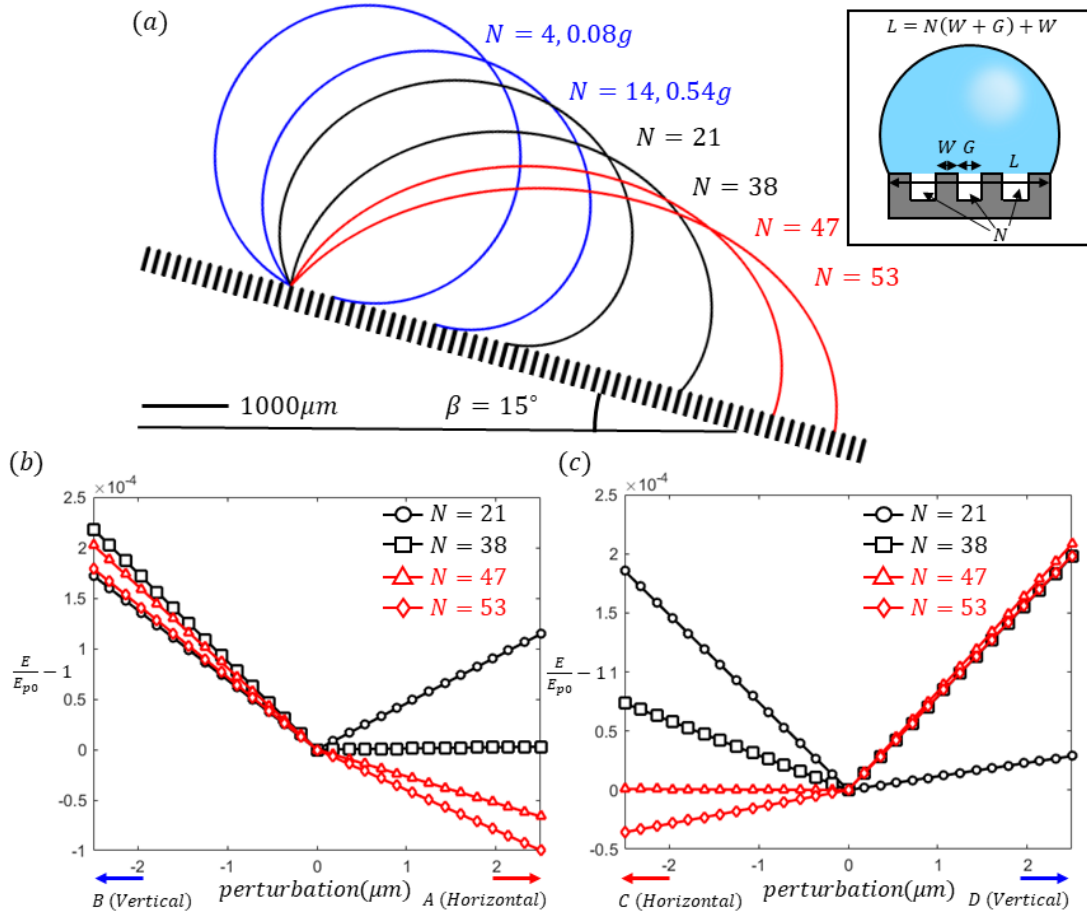 (a)
N = 4, 0.08g
N = 14, 0.54g
N = 21
N = 38
N = 47
N = 53
L = N(W + G) + W
W G L
N
1000μm
β = 15°
(b)
×10⁻⁴
2.5
2
1.5
1
0.5
0
-0.5
-1
E/Eₚ₀ − 1
N = 21
N = 38
N = 47
N = 53
-2 -1 0 1 2
B (Vertical) perturbation(μm) A (Horizontal)
(c)
×10⁻⁴
2.5
2
1.5
1
0.5
0
-0.5
E/Eₚ₀ − 1
N = 21
N = 38
N = 47
N = 53
-2 -1 0 1 2
C (Horizontal) perturbation(μm) D (Vertical)